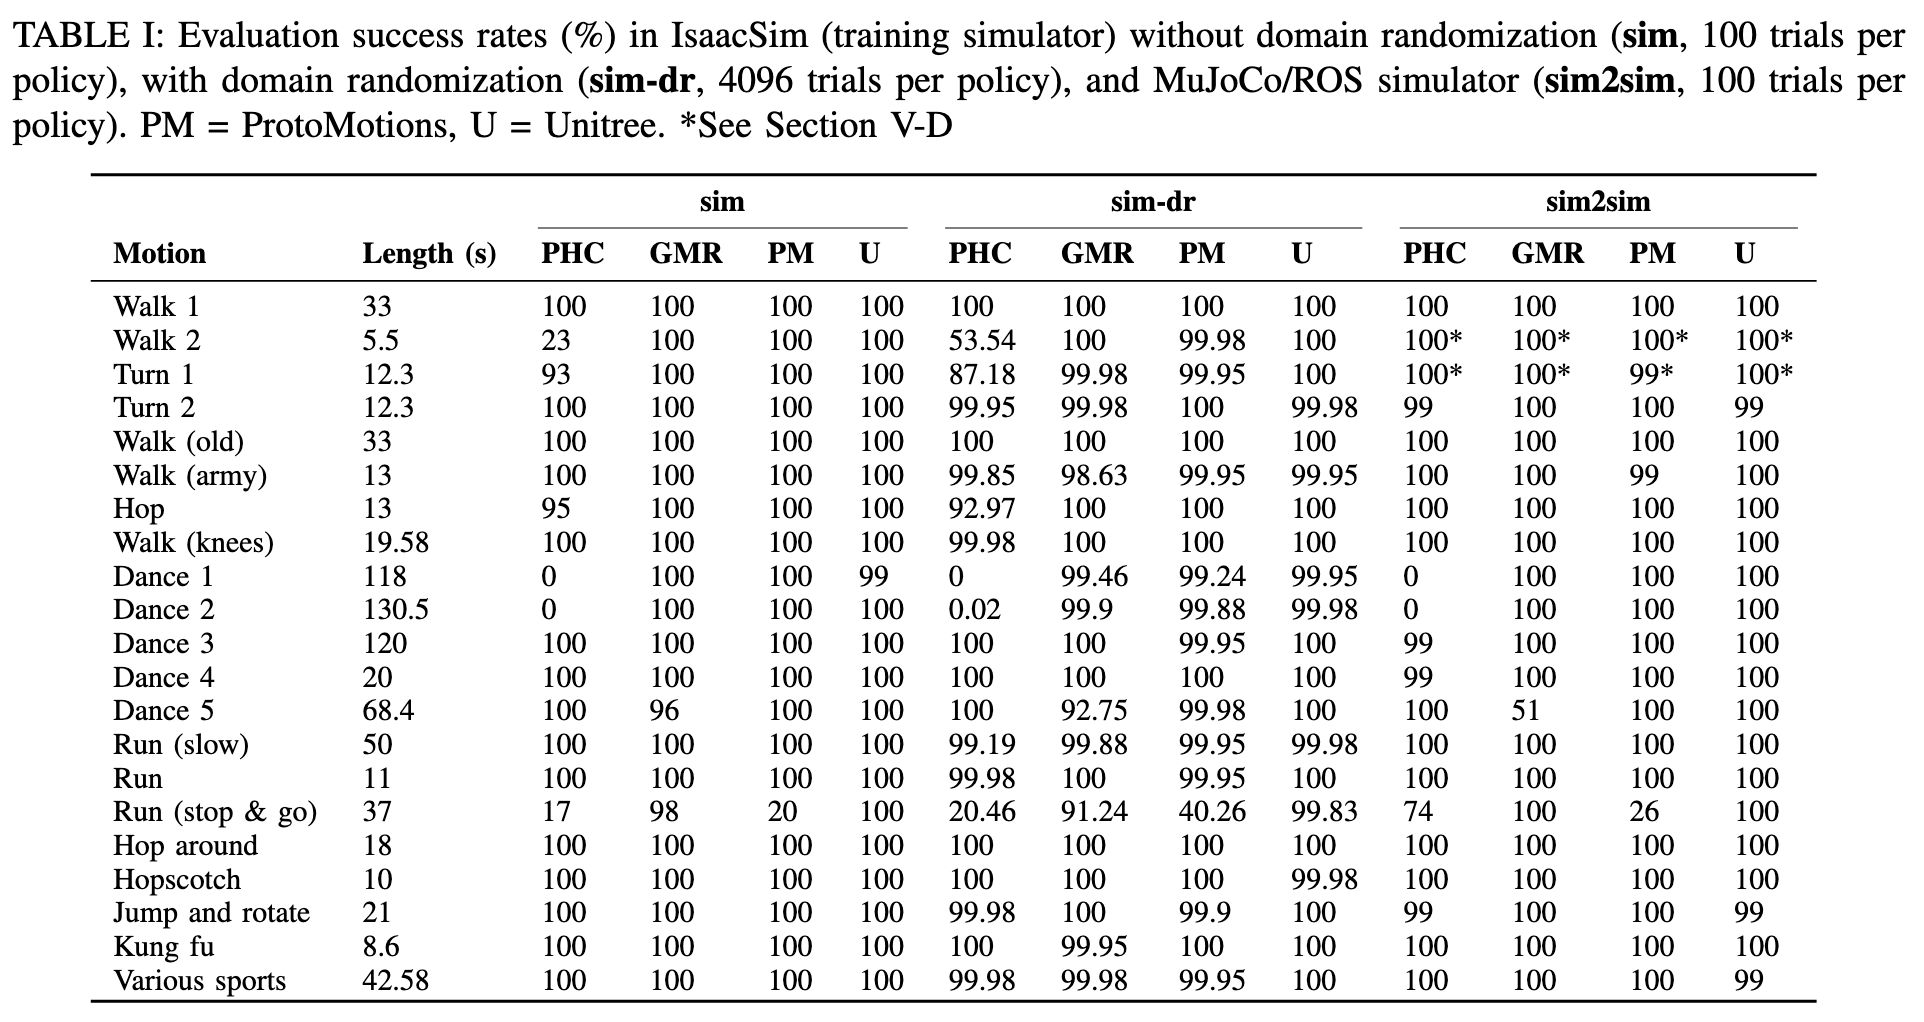 TABLE I: Evaluation success rates (%) in IsaacSim (training simulator) without domain randomization (sim, 100 trials per
policy), with domain randomization (sim-dr, 4096 trials per policy), and MuJoCo/ROS simulator (sim2sim, 100 trials per
policy). PM = ProtoMotions, U = Unitree. *See Section V-D
sim sim-dr sim2sim
Motion Length (s) PHC GMR PM U PHC GMR PM U PHC GMR PM U
Walk 1 33 100 100 100 100 100 100 100 100 100 100 100 100
Walk 2 5.5 23 100 100 100 53.54 100 99.98 100 100* 100* 100* 100*
Turn 1 12.3 93 100 100 100 87.18 99.98 99.95 100 100* 100* 99* 100*
Turn 2 12.3 100 100 100 100 99.95 99.98 100 99.98 99 100 100 99
Walk (old) 33 100 100 100 100 100 100 100 100 100 100 100 100
Walk (army) 13 100 100 100 100 99.85 98.63 99.95 99.95 100 100 99 100
Hop 13 95 100 100 100 92.97 100 100 100 100 100 100 100
Walk (knees) 19.58 100 100 100 100 99.98 100 100 100 100 100 100 100
Dance 1 118 0 100 100 99 0 99.46 99.24 99.95 0 100 100 100
Dance 2 130.5 0 100 100 100 0.02 99.9 99.88 99.98 0 100 100 100
Dance 3 120 100 100 100 100 100 100 99.95 100 99 100 100 100
Dance 4 20 100 100 100 100 100 100 100 100 99 100 100 100
Dance 5 68.4 100 96 100 100 100 92.75 99.98 100 100 51 100 100
Run (slow) 50 100 100 100 100 99.19 99.88 99.95 99.98 100 100 100 100
Run 11 100 100 100 100 99.98 100 99.95 100 100 100 100 100
Run (stop & go) 37 17 98 20 100 20.46 91.24 40.26 99.83 74 100 26 100
Hop around 18 100 100 100 100 100 100 100 100 100 100 100 100
Hopscotch 10 100 100 100 100 100 100 100 99.98 100 100 100 100
Jump and rotate 21 100 100 100 100 99.98 100 99.9 100 99 100 100 99
Kung fu 8.6 100 100 100 100 100 99.95 100 100 100 100 100 100
Various sports 42.58 100 100 100 100 99.98 99.98 99.95 100 100 100 100 99